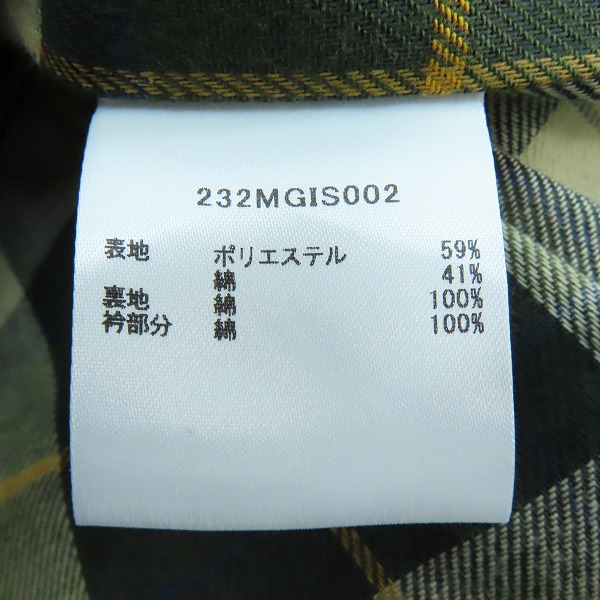 232MGIS002
表地 ポリエステル 59%
綿 41%
裏地 綿 100%
衿部分 綿 100%